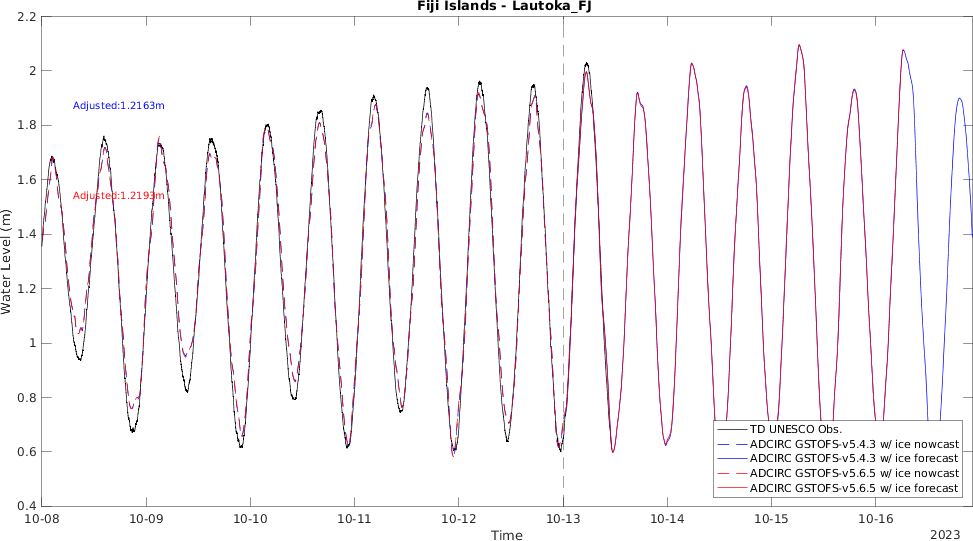 Fiji Islands - Lautoka_FJ
2.2
2
1.8
1.6
1.4
1.2
1
0.8
0.6
0.4
Water Level (m)
Adjusted:1.2163m
Adjusted:1.2193m
TD UNESCO Obs.
ADCIRC GSTOFS-v5.4.3 w/ ice nowcast
ADCIRC GSTOFS-v5.4.3 w/ ice forecast
ADCIRC GSTOFS-v5.6.5 w/ ice nowcast
ADCIRC GSTOFS-v5.6.5 w/ ice forecast
10-08 10-09 10-10 10-11 10-12 10-13 10-14 10-15 10-16
Time
2023